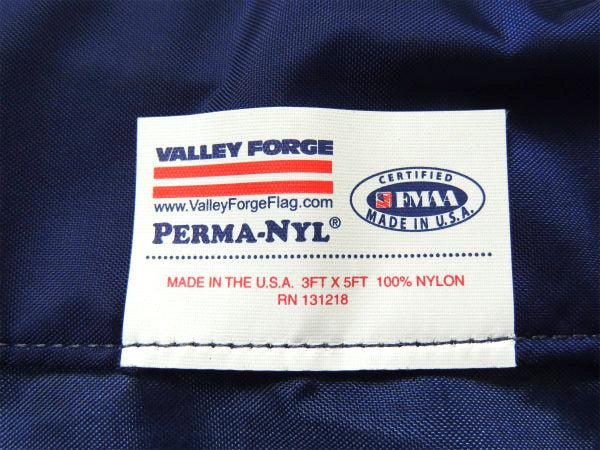 VALLEY FORGE
www.ValleyForgeFlag.com
PERMA-NYL®
CERTIFIED
FMAA
MADE IN U.S.A.
MADE IN THE U.S.A. 3FT X 5FT 100% NYLON
RN 131218